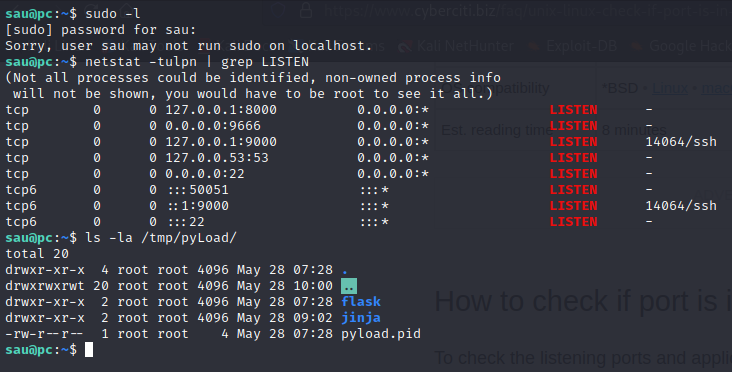 sau@pc:~$ sudo -l
[sudo] password for sau:
Sorry, user sau may not run sudo on localhost.
sau@pc:~$ netstat -tulpn | grep LISTEN
(Not all processes could be identified, non-owned process info
 will not be shown, you would have to be root to see it all.)
tcp        0      0 127.0.0.1:8000          0.0.0.0:*               LISTEN      -
tcp        0      0 0.0.0.0:9666            0.0.0.0:*               LISTEN      -
tcp        0      0 127.0.0.1:9000          0.0.0.0:*               LISTEN      14064/ssh
tcp        0      0 127.0.0.53:53           0.0.0.0:*               LISTEN      -
tcp        0      0 0.0.0.0:22              0.0.0.0:*               LISTEN      -
tcp6       0      0 :::50051                :::*                    LISTEN      -
tcp6       0      0 ::1:9000                :::*                    LISTEN      14064/ssh
tcp6       0      0 :::22                   :::*                    LISTEN      -
sau@pc:~$ ls -la /tmp/pyLoad/
total 20
drwxr-xr-x  4 root root 4096 May 28 07:28 .
drwxrwxrwt 20 root root 4096 May 28 10:00 ..
drwxr-xr-x  2 root root 4096 May 28 07:28 flask
drwxr-xr-x  2 root root 4096 May 28 09:02 jinja
-rw-r--r--  1 root root    4 May 28 07:28 pyload.pid
sau@pc:~$
https://www.cyberciti.biz
Kali NetHunter
Exploit-DB
Google Hack
*BSD • Linux •
Est. reading time
8 minutes
How to check if port is i
To check the listening ports and appli